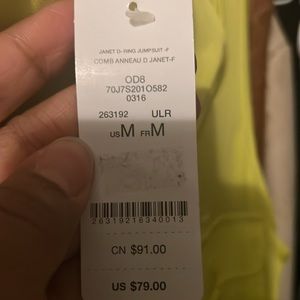 JANET D- RING JUMPSUIT -F
COMB ANNEAU D JANET-F
OD8
70J7S201O582
0316
263192 ULR
US M FR M
26319216340013
CN $91.00
US $79.00